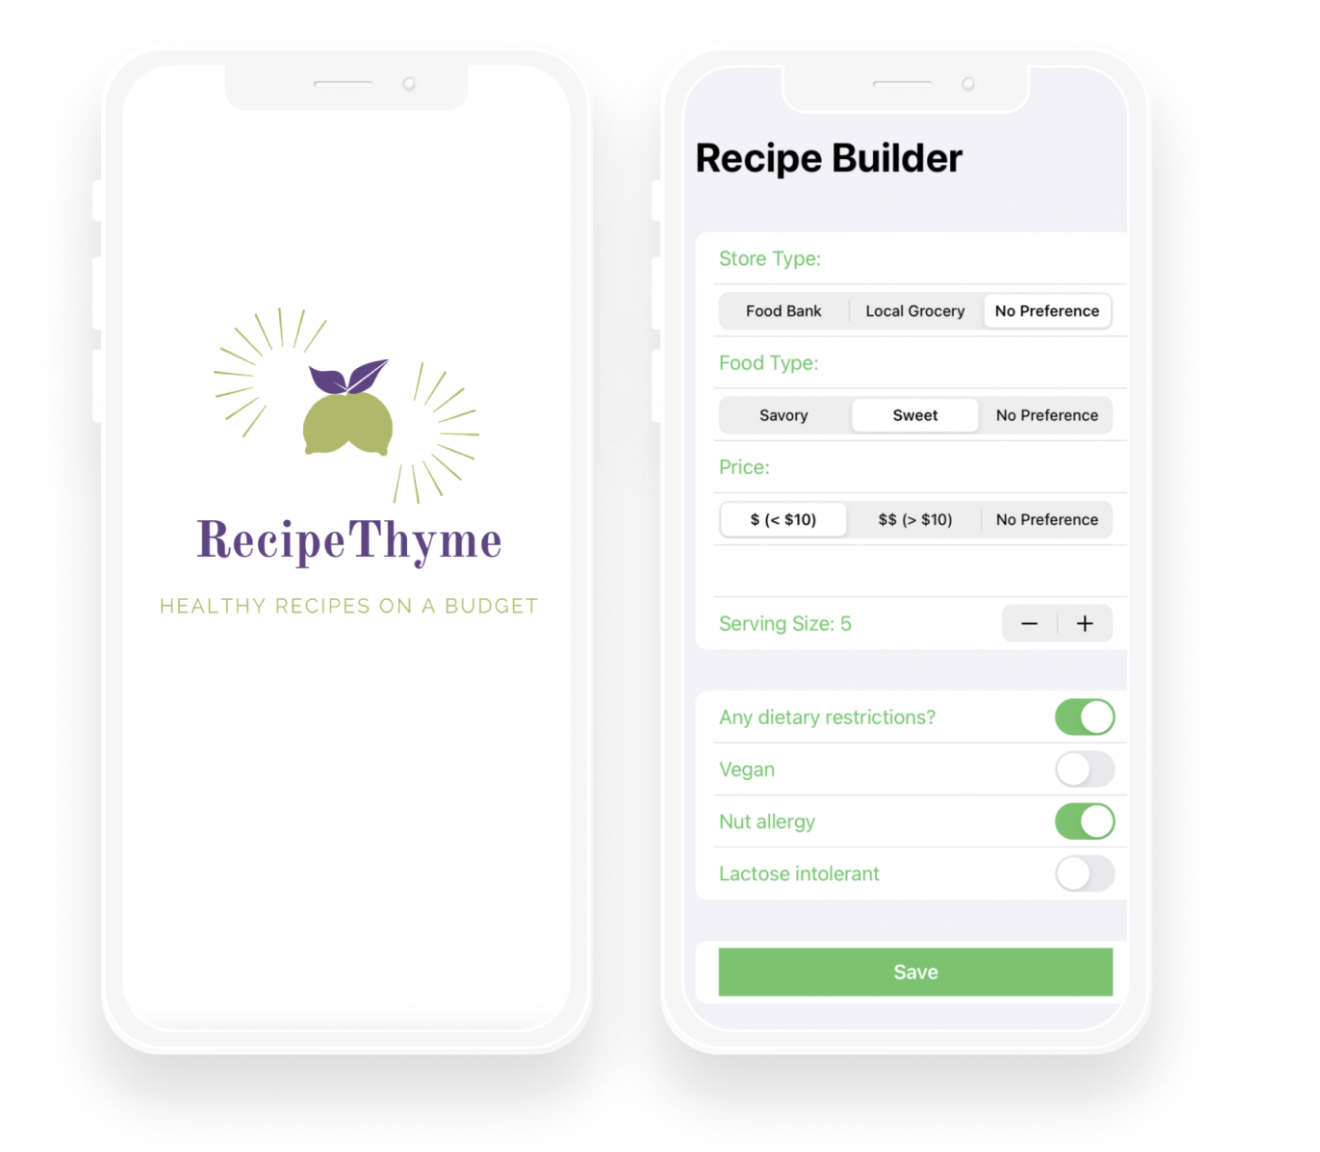 RecipeThyme
HEALTHY RECIPES ON A BUDGET
Recipe Builder
Store Type:
Food Bank Local Grocery No Preference
Food Type:
Savory Sweet No Preference
Price:
$ (< $10) $$ (> $10) No Preference
Serving Size: 5 − +
Any dietary restrictions?
Vegan
Nut allergy
Lactose intolerant
Save